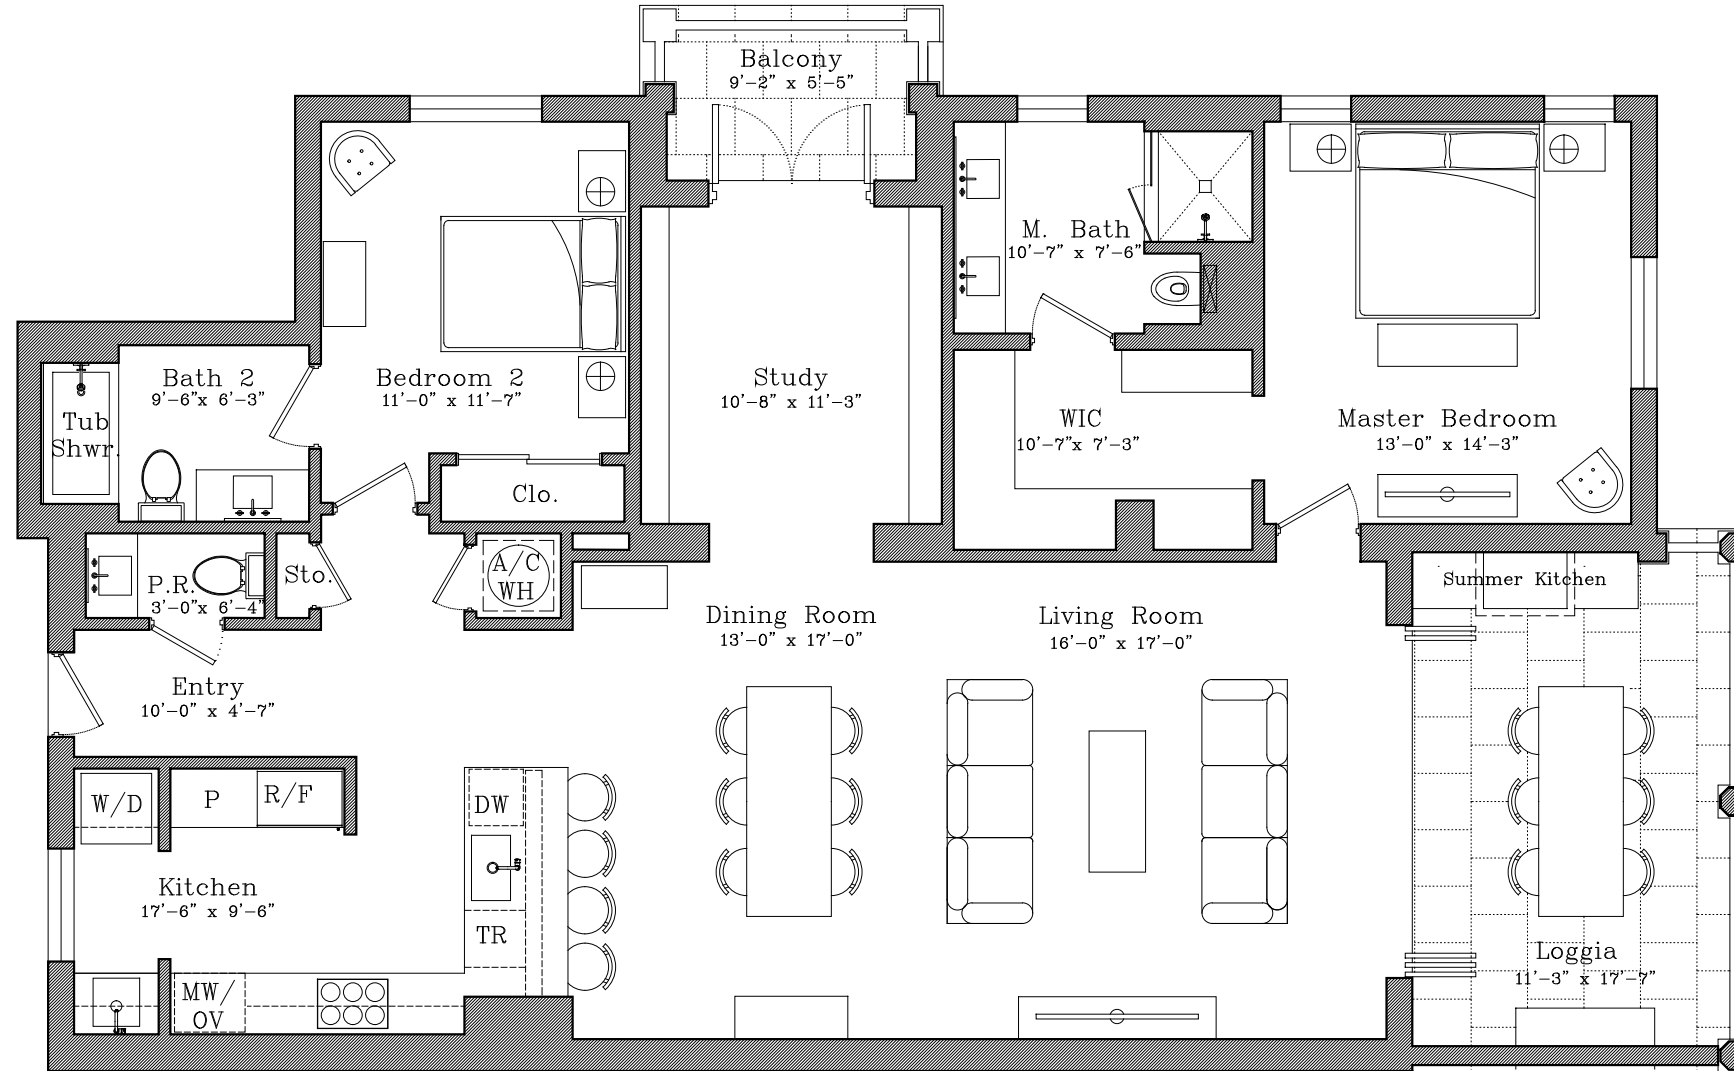 Balcony
9'-2" x 5'-5"
M. Bath
10'-7" x 7'-6"
Bath 2
9'-6"x 6'-3"
Tub
Shwr.
Bedroom 2
11'-0" x 11'-7"
Study
10'-8" x 11'-3"
WIC
10'-7"x 7'-3"
Master Bedroom
13'-0" x 14'-3"
Clo.
P.R.
3'-0"x 6'-4"
Sto.
A/C
WH
Summer Kitchen
Dining Room
13'-0" x 17'-0"
Living Room
16'-0" x 17'-0"
Entry
10'-0" x 4'-7"
W/D
P
R/F
DW
Kitchen
17'-6" x 9'-6"
TR
MW/
OV
Loggia
11'-3" x 17'-7"